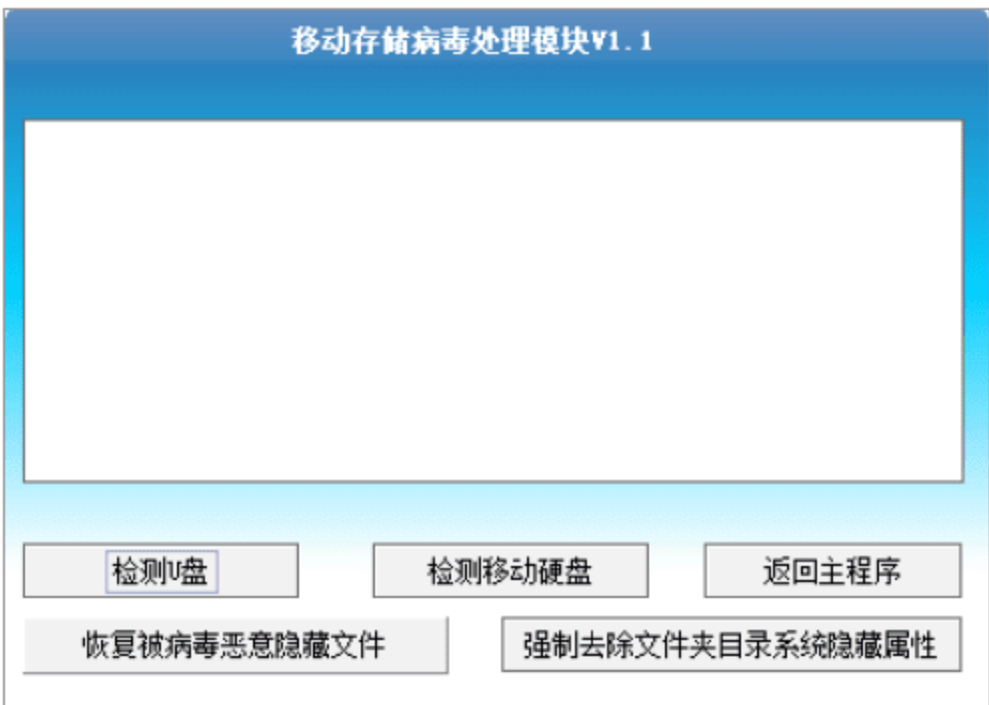 移动存储病毒处理模块V1.1
检测U盘
检测移动硬盘
返回主程序
恢复被病毒恶意隐藏文件
强制去除文件夹目录系统隐藏属性